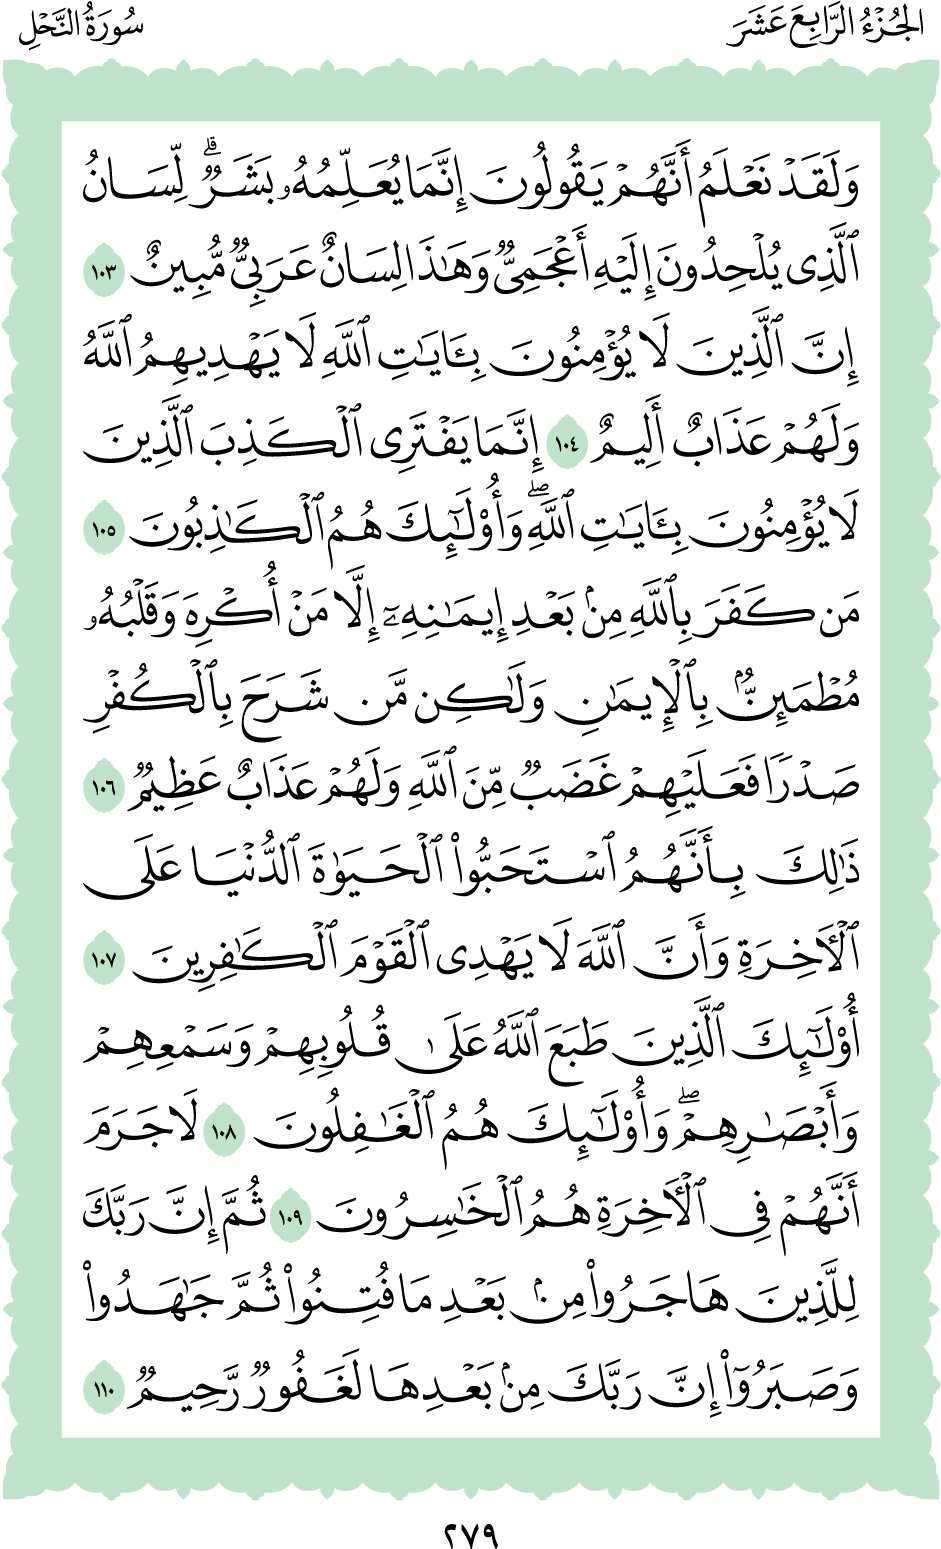 الجُزْءُ الرَّابِعَ عَشَرَ
سُورَةُ النَّحْلِ
وَلَقَدْ نَعْلَمُ أَنَّهُمْ يَقُولُونَ إِنَّمَا يُعَلِّمُهُۥ بَشَرٌۗ لِّسَانُ
ٱلَّذِى يُلْحِدُونَ إِلَيْهِ أَعْجَمِىٌّ وَهَٰذَا لِسَانٌ عَرَبِىٌّ مُّبِينٌ ١٠٣
إِنَّ ٱلَّذِينَ لَا يُؤْمِنُونَ بِـَٔايَٰتِ ٱللَّهِ لَا يَهْدِيهِمُ ٱللَّهُ
وَلَهُمْ عَذَابٌ أَلِيمٌ ١٠٤ إِنَّمَا يَفْتَرِى ٱلْكَذِبَ ٱلَّذِينَ
لَا يُؤْمِنُونَ بِـَٔايَٰتِ ٱللَّهِۖ وَأُو۟لَٰٓئِكَ هُمُ ٱلْكَٰذِبُونَ ١٠٥
مَن كَفَرَ بِٱللَّهِ مِنۢ بَعْدِ إِيمَٰنِهِۦٓ إِلَّا مَنْ أُكْرِهَ وَقَلْبُهُۥ
مُطْمَئِنٌّۢ بِٱلْإِيمَٰنِ وَلَٰكِن مَّن شَرَحَ بِٱلْكُفْرِ
صَدْرًا فَعَلَيْهِمْ غَضَبٌ مِّنَ ٱللَّهِ وَلَهُمْ عَذَابٌ عَظِيمٌ ١٠٦
ذَٰلِكَ بِأَنَّهُمُ ٱسْتَحَبُّوا۟ ٱلْحَيَوٰةَ ٱلدُّنْيَا عَلَى
ٱلْـَٔاخِرَةِ وَأَنَّ ٱللَّهَ لَا يَهْدِى ٱلْقَوْمَ ٱلْكَٰفِرِينَ ١٠٧
أُو۟لَٰٓئِكَ ٱلَّذِينَ طَبَعَ ٱللَّهُ عَلَىٰ قُلُوبِهِمْ وَسَمْعِهِمْ
وَأَبْصَٰرِهِمْۖ وَأُو۟لَٰٓئِكَ هُمُ ٱلْغَٰفِلُونَ ١٠٨ لَا جَرَمَ
أَنَّهُمْ فِى ٱلْـَٔاخِرَةِ هُمُ ٱلْخَٰسِرُونَ ١٠٩ ثُمَّ إِنَّ رَبَّكَ
لِلَّذِينَ هَاجَرُوا۟ مِنۢ بَعْدِ مَا فُتِنُوا۟ ثُمَّ جَٰهَدُوا۟
وَصَبَرُوٓا۟ إِنَّ رَبَّكَ مِنۢ بَعْدِهَا لَغَفُورٌ رَّحِيمٌ ١١٠
٢٧٩